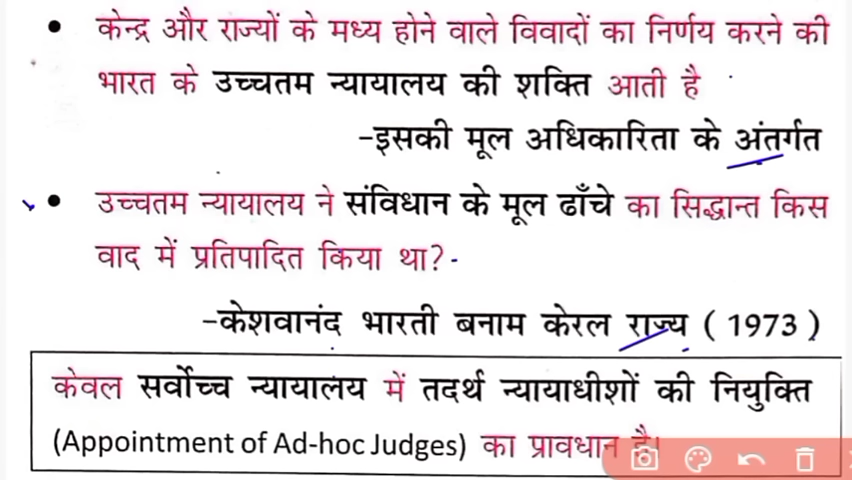 • केन्द्र और राज्यों के मध्य होने वाले विवादों का निर्णय करने की
भारत के उच्चतम न्यायालय की शक्ति आती है
-इसकी मूल अधिकारिता के अंतर्गत
• उच्चतम न्यायालय ने संविधान के मूल ढाँचे का सिद्धान्त किस
वाद में प्रतिपादित किया था?
-केशवानंद भारती बनाम केरल राज्य ( 1973 )
केवल सर्वोच्च न्यायालय में तदर्थ न्यायाधीशों की नियुक्ति
(Appointment of Ad-hoc Judges) का प्रावधान है।